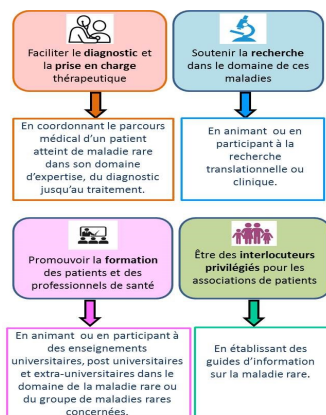 Faciliter le diagnostic et
la prise en charge
thérapeutique
Soutenir la recherche
dans le domaine de ces
maladies
En coordonnant le parcours
médical d'un patient
atteint de maladie rare
dans son domaine
d'expertise, du diagnostic
jusqu'au traitement.
En animant ou en
participant à la
recherche
translationnelle ou
clinique.
Promouvoir la formation
des patients et des
professionnels de santé
Être des interlocuteurs
privilégiés pour les
associations de patients
En animant ou en participant à
des enseignements
universitaires, post universitaires
et extra-universitaires dans le
domaine de la maladie rare ou
du groupe de maladies rares
concernées.
En établissant des
guides d'information
sur la maladie rare.